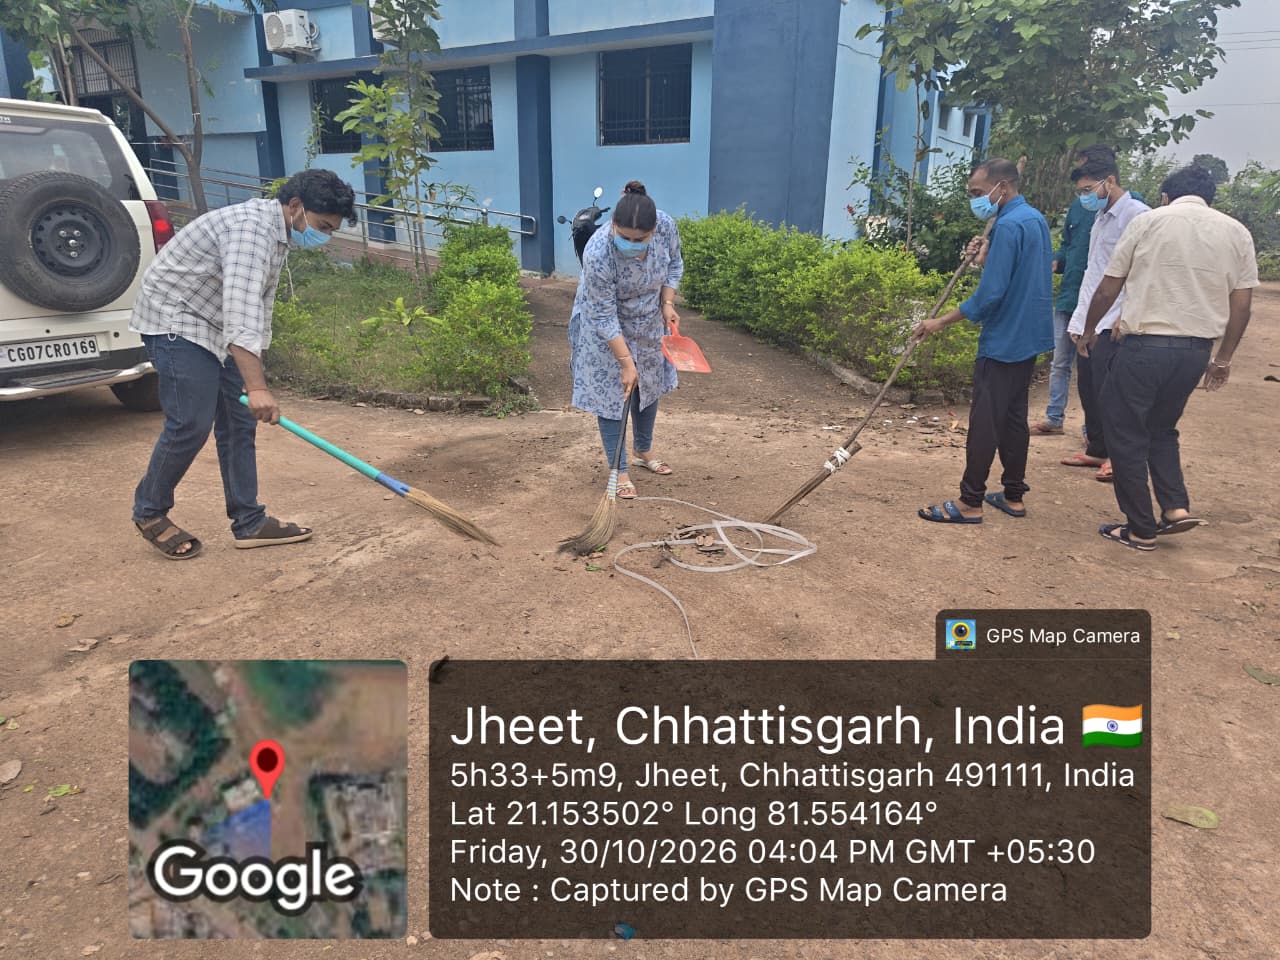 CG07CR0169
GPS Map Camera
Jheet, Chhattisgarh, India
5h33+5m9, Jheet, Chhattisgarh 491111, India
Lat 21.153502° Long 81.554164°
Friday, 30/10/2026 04:04 PM GMT +05:30
Note : Captured by GPS Map Camera
Google